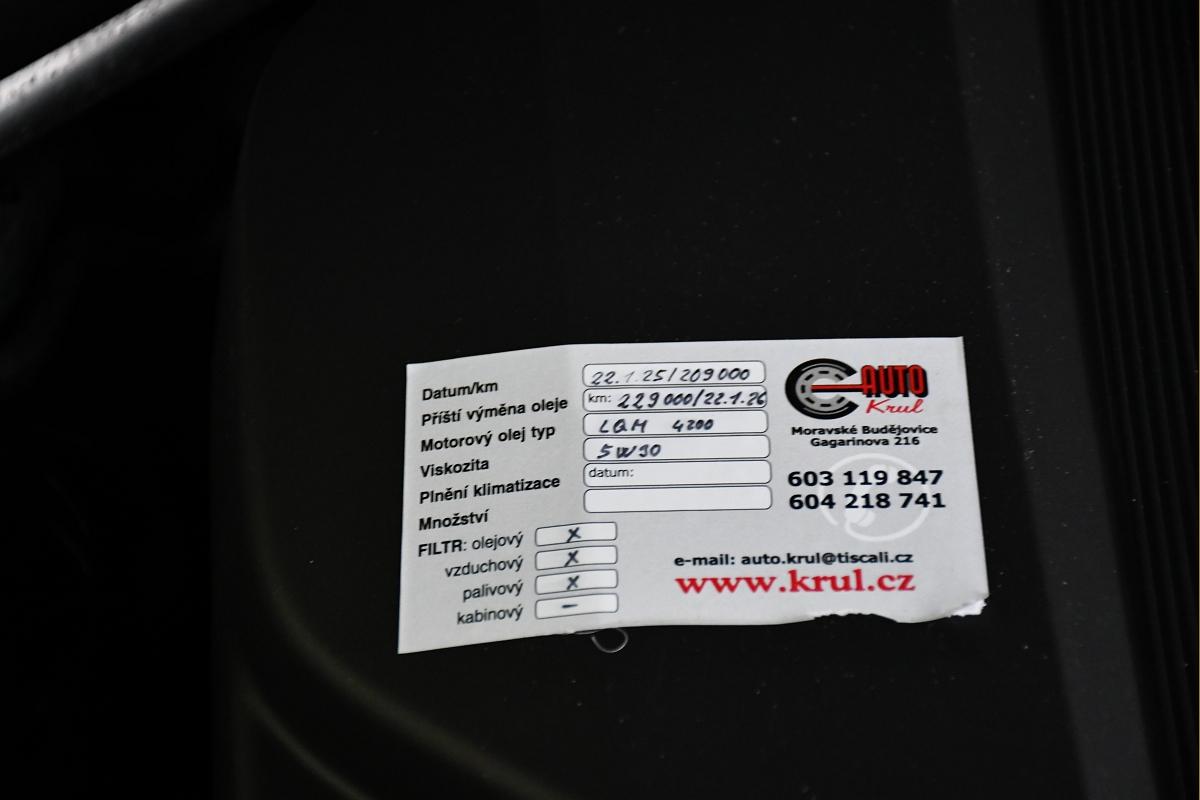 Datum/km 22.1.25/209000
Příští výměna oleje km: 229000/22.1.26
Motorový olej typ LQM 4200
Viskozita 5W30
Plnění klimatizace datum:
Množství
FILTR: olejový x
vzduchový x
palivový x
kabinový –
AUTO
Krul
Moravské Budějovice
Gagarinova 216
603 119 847
604 218 741
e-mail: auto.krul@tiscali.cz
www.krul.cz